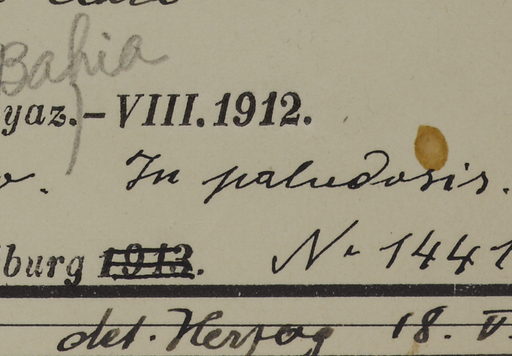 Bahia
yaz.– VIII. 1912.
In paludosis.
burg 1913. N. 1441
det. Herzog 18. V